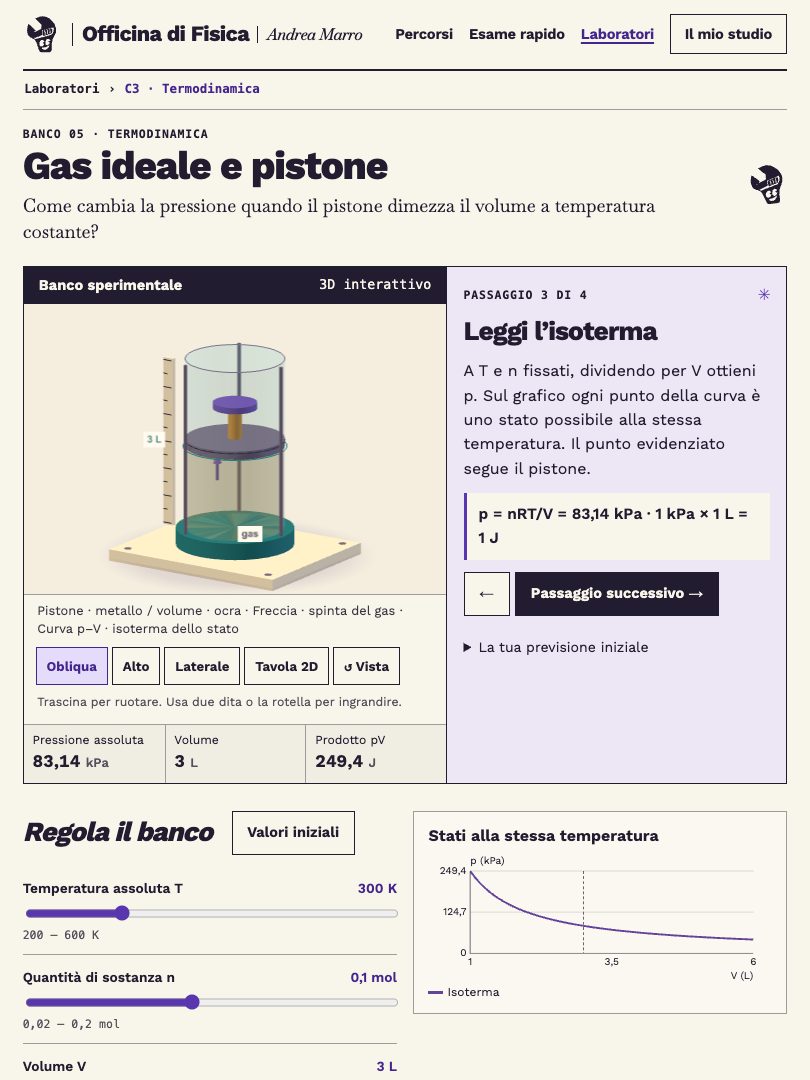 Officina di Fisica
Andrea Marro
Percorsi
Esame rapido
Laboratori
Il mio studio
Laboratori › C3 · Termodinamica
BANCO 05 · TERMODINAMICA
Gas ideale e pistone
Come cambia la pressione quando il pistone dimezza il volume a temperatura
costante?
Banco sperimentale
3D interattivo
3 L
gas
Pistone · metallo / volume · ocra · Freccia · spinta del gas ·
Curva p–V · isoterma dello stato
Obliqua
Alto
Laterale
Tavola 2D
↺ Vista
Trascina per ruotare. Usa due dita o la rotella per ingrandire.
Pressione assoluta
83,14 kPa
Volume
3 L
Prodotto pV
249,4 J
PASSAGGIO 3 DI 4
Leggi l’isoterma
A T e n fissati, dividendo per V ottieni
p. Sul grafico ogni punto della curva è
uno stato possibile alla stessa
temperatura. Il punto evidenziato
segue il pistone.
p = nRT/V = 83,14 kPa · 1 kPa × 1 L =
1 J
←
Passaggio successivo →
▶ La tua previsione iniziale
Regola il banco
Valori iniziali
Temperatura assoluta T
300 K
200 — 600 K
Quantità di sostanza n
0,1 mol
0,02 — 0,2 mol
Volume V
3 L
Stati alla stessa temperatura
p (kPa)
249,4
124,7
0
1
3,5
6
V (L)
Isoterma